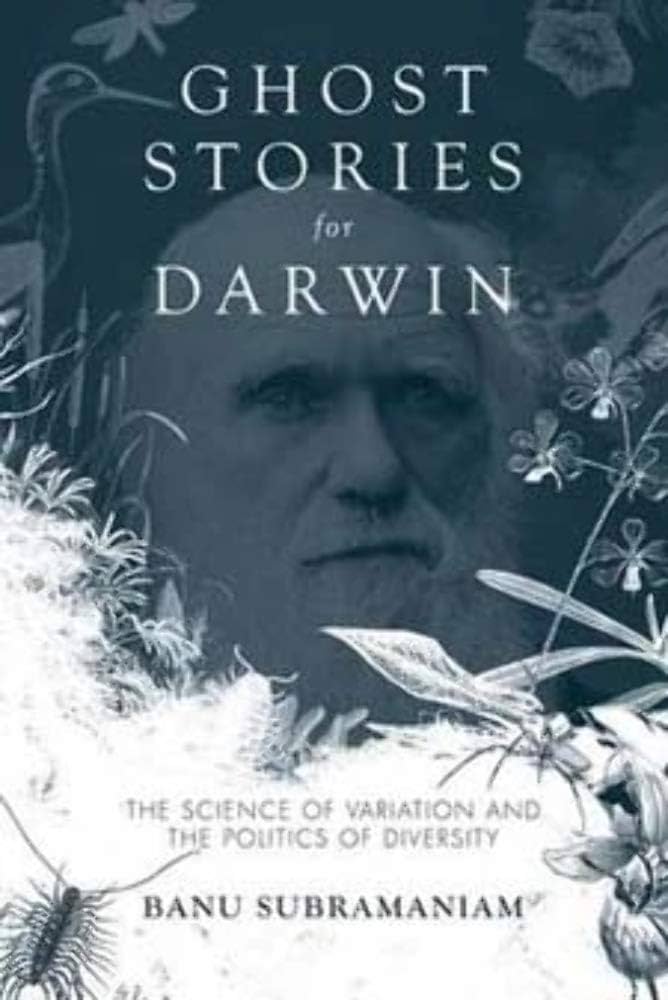 GHOST
STORIES
for
DARWIN
THE SCIENCE OF VARIATION AND
THE POLITICS OF DIVERSITY
BANU SUBRAMANIAM